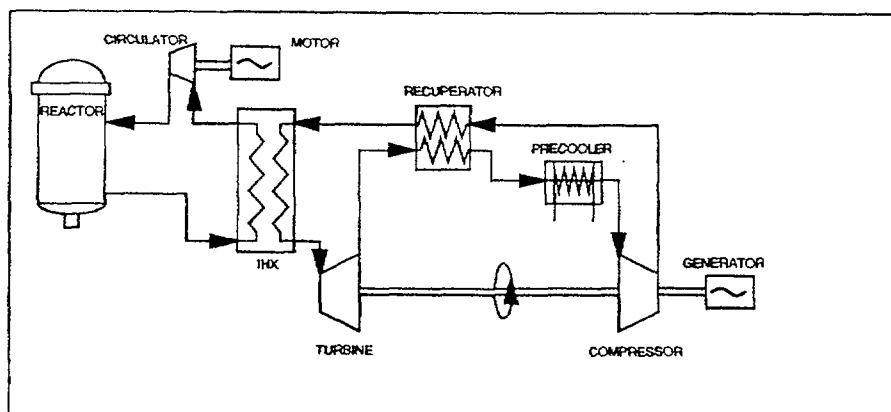 CIRCULATOR
MOTOR
REACTOR
RECUPERATOR
PRECOOLER
IHX
GENERATOR
TURBINE
COMPRESSOR